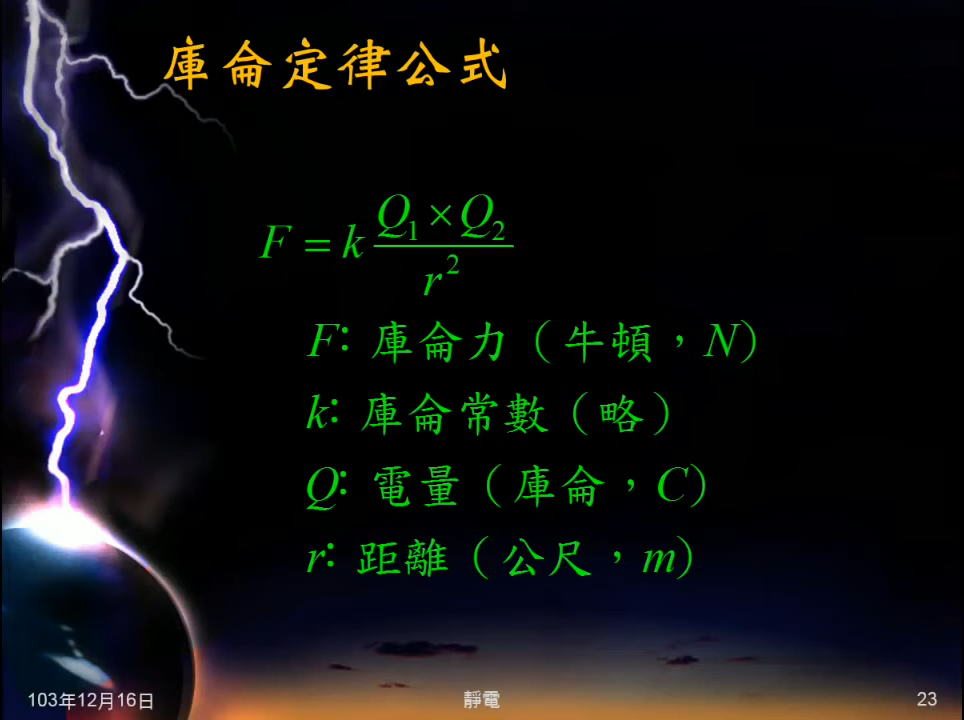 庫侖定律公式
F = k Q₁ × Q₂ / r²
F: 庫侖力（牛頓，N）
k: 庫侖常數（略）
Q: 電量（庫侖，C）
r: 距離（公尺，m）
103年12月16日
靜電
23